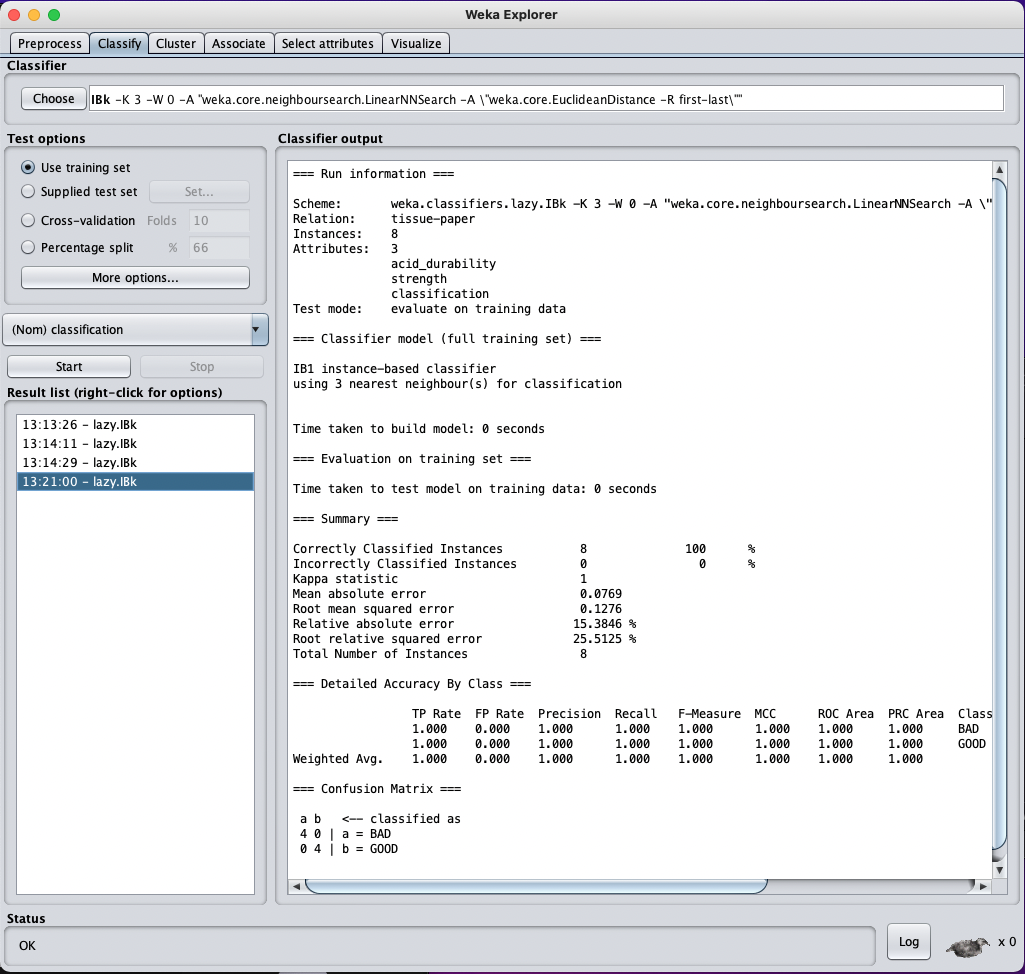 Weka Explorer
Preprocess Classify Cluster Associate Select attributes Visualize
Classifier
Choose IBk -K 3 -W 0 -A "weka.core.neighboursearch.LinearNNSearch -A \"weka.core.EuclideanDistance -R first-last\""
Test options
Use training set
Supplied test set Set...
Cross-validation Folds 10
Percentage split % 66
More options...
(Nom) classification
Start Stop
Result list (right-click for options)
13:13:26 - lazy.IBk
13:14:11 - lazy.IBk
13:14:29 - lazy.IBk
13:21:00 - lazy.IBk
Classifier output
=== Run information ===
Scheme: weka.classifiers.lazy.IBk -K 3 -W 0 -A "weka.core.neighboursearch.LinearNNSearch -A \"
Relation: tissue-paper
Instances: 8
Attributes: 3
acid_durability
strength
classification
Test mode: evaluate on training data
=== Classifier model (full training set) ===
IB1 instance-based classifier
using 3 nearest neighbour(s) for classification
Time taken to build model: 0 seconds
=== Evaluation on training set ===
Time taken to test model on training data: 0 seconds
=== Summary ===
Correctly Classified Instances 8 100 %
Incorrectly Classified Instances 0 0 %
Kappa statistic 1
Mean absolute error 0.0769
Root mean squared error 0.1276
Relative absolute error 15.3846 %
Root relative squared error 25.5125 %
Total Number of Instances 8
=== Detailed Accuracy By Class ===
TP Rate FP Rate Precision Recall F-Measure MCC ROC Area PRC Area Class
1.000 0.000 1.000 1.000 1.000 1.000 1.000 1.000 BAD
1.000 0.000 1.000 1.000 1.000 1.000 1.000 1.000 GOOD
Weighted Avg. 1.000 0.000 1.000 1.000 1.000 1.000 1.000 1.000
=== Confusion Matrix ===
a b <-- classified as
4 0 | a = BAD
0 4 | b = GOOD
Status
OK
Log x 0